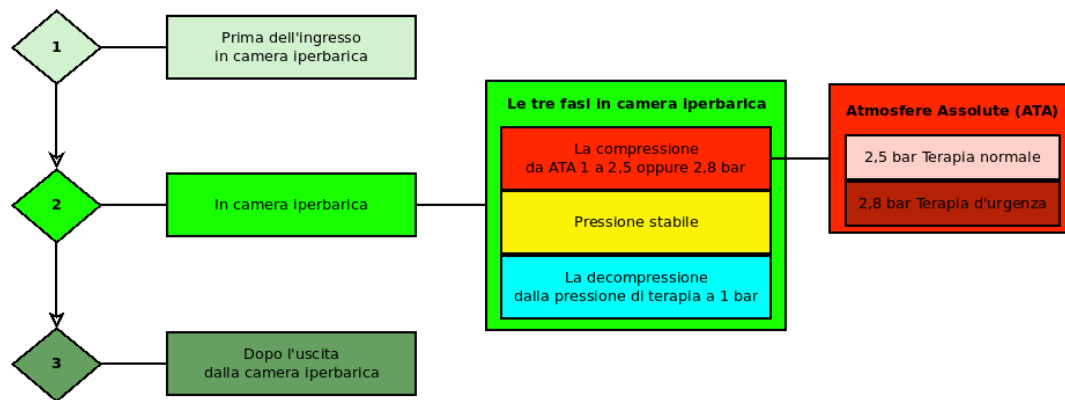 1
Prima dell'ingresso
in camera iperbarica
2
In camera iperbarica
Le tre fasi in camera iperbarica
La compressione
da ATA 1 a 2,5 oppure 2,8 bar
Pressione stabile
La decompressione
dalla pressione di terapia a 1 bar
Atmosfere Assolute (ATA)
2,5 bar Terapia normale
2,8 bar Terapia d'urgenza
3
Dopo l'uscita
dalla camera iperbarica